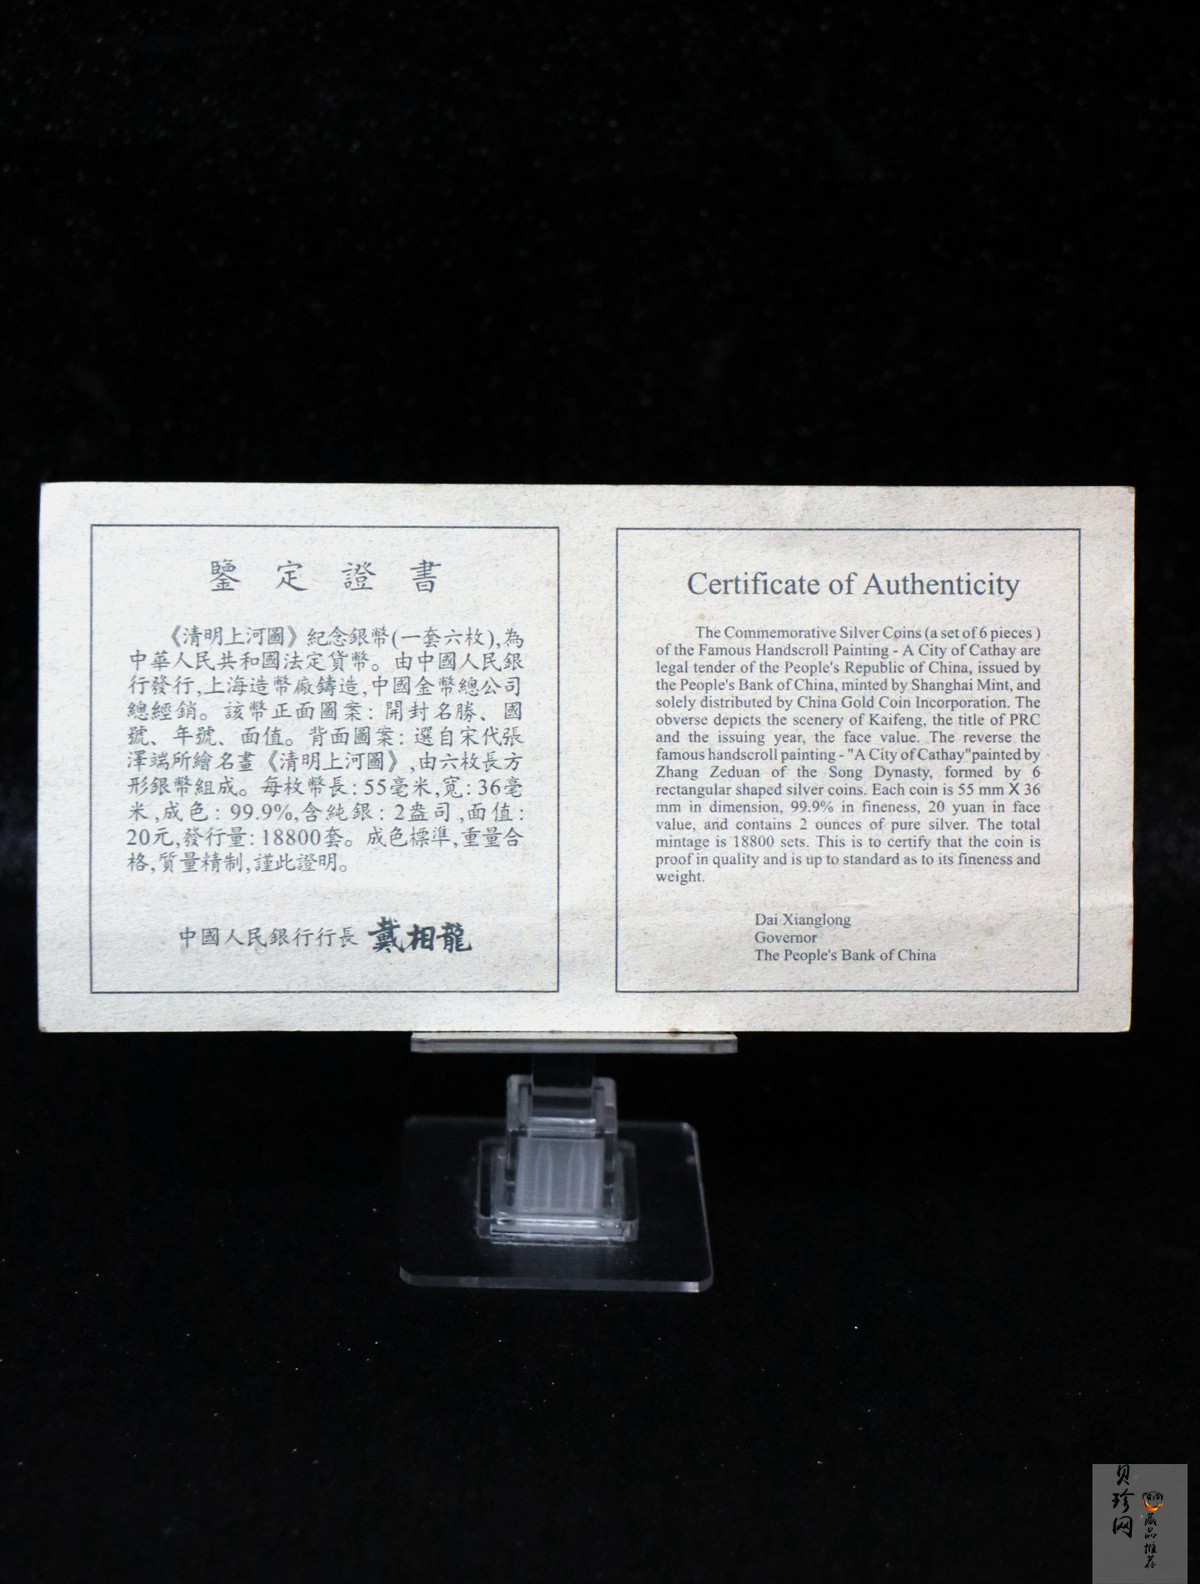 鑒定證書
《清明上河圖》紀念銀幣(一套六枚),為
中華人民共和國法定貨幣。由中國人民銀
行發行,上海造幣廠鑄造,中國金幣總公司
總經銷。該幣正面圖案:開封名勝、國
號、年號、面值。背面圖案:選自宋代張
澤端所繪名畫《清明上河圖》,由六枚長方
形銀幣組成。每枚幣長:55毫米,寬:36毫
米,成色:99.9%,含純銀:2盎司,面值:
20元,發行量:18800套。成色標準,重量合
格,質量精制,謹此證明。
中國人民銀行行長 戴相龍
Certificate of Authenticity
The Commemorative Silver Coins (a set of 6 pieces )
of the Famous Handscroll Painting - A City of Cathay are
legal tender of the People's Republic of China, issued by
the People's Bank of China, minted by Shanghai Mint, and
solely distributed by China Gold Coin Incorporation. The
obverse depicts the scenery of Kaifeng, the title of PRC
and the issuing year, the face value. The reverse the
famous handscroll painting - "A City of Cathay"painted by
Zhang Zeduan of the Song Dynasty, formed by 6
rectangular shaped silver coins. Each coin is 55 mm X 36
mm in dimension, 99.9% in fineness, 20 yuan in face
value, and contains 2 ounces of pure silver. The total
mintage is 18800 sets. This is to certify that the coin is
proof in quality and is up to standard as to its fineness and
weight.
Dai Xianglong
Governor
The People's Bank of China
贝珍网
藏品推荐